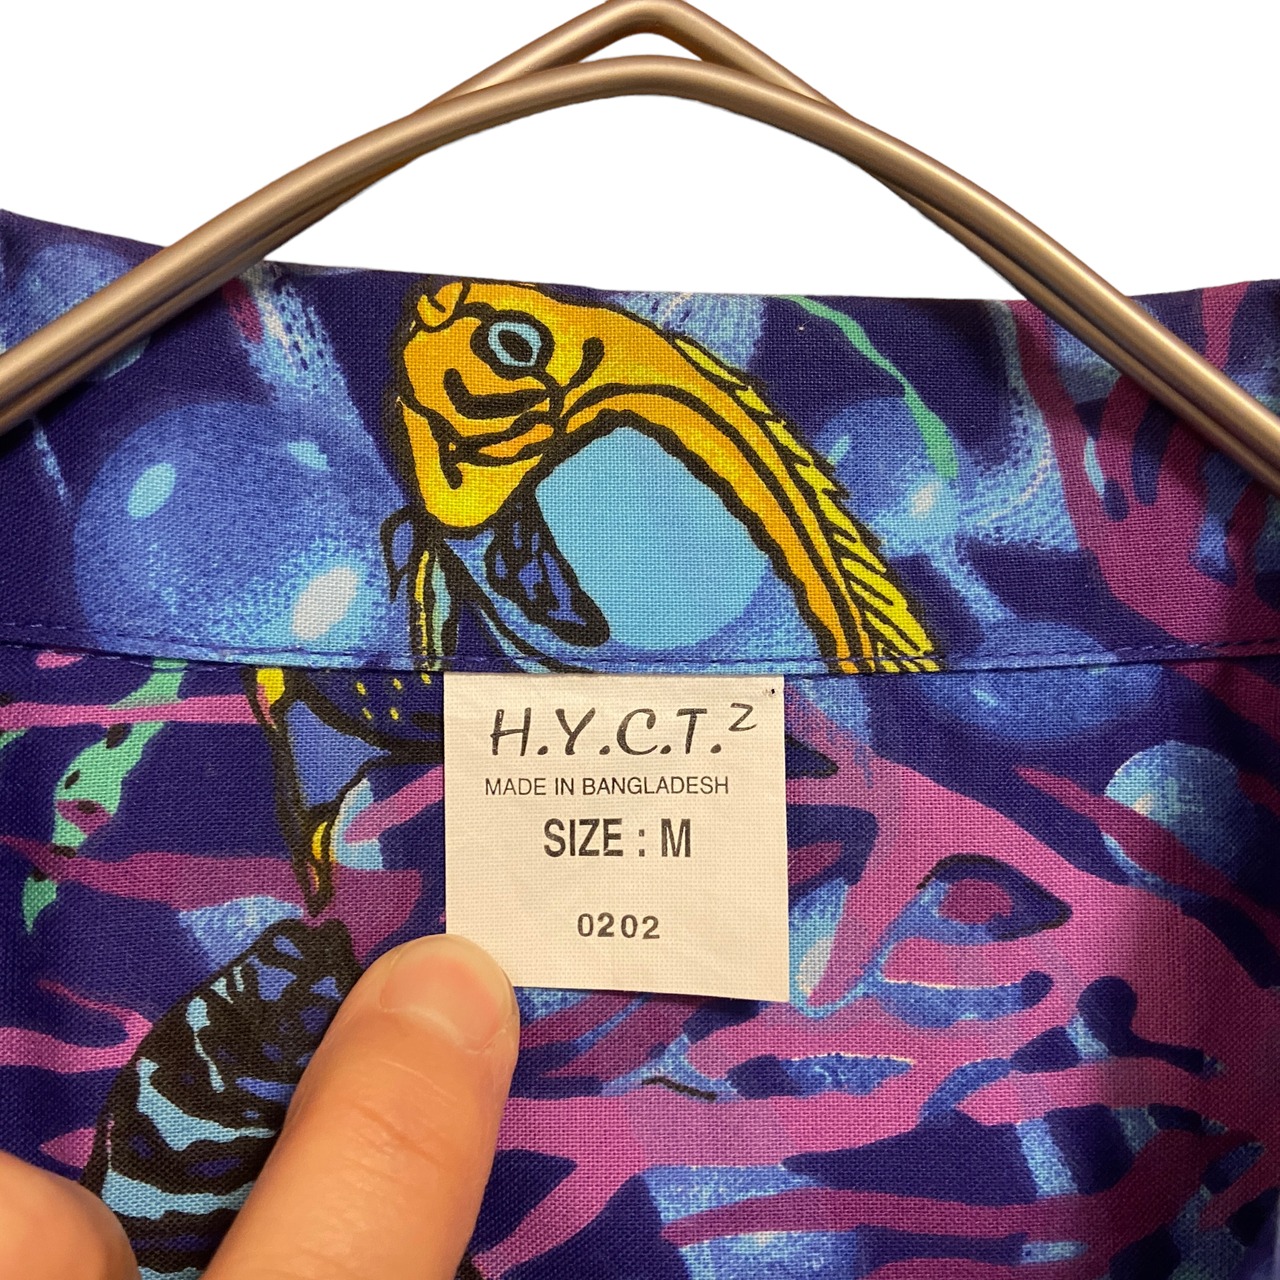 H.Y.C.T.2
MADE IN BANGLADESH
SIZE : M
0202